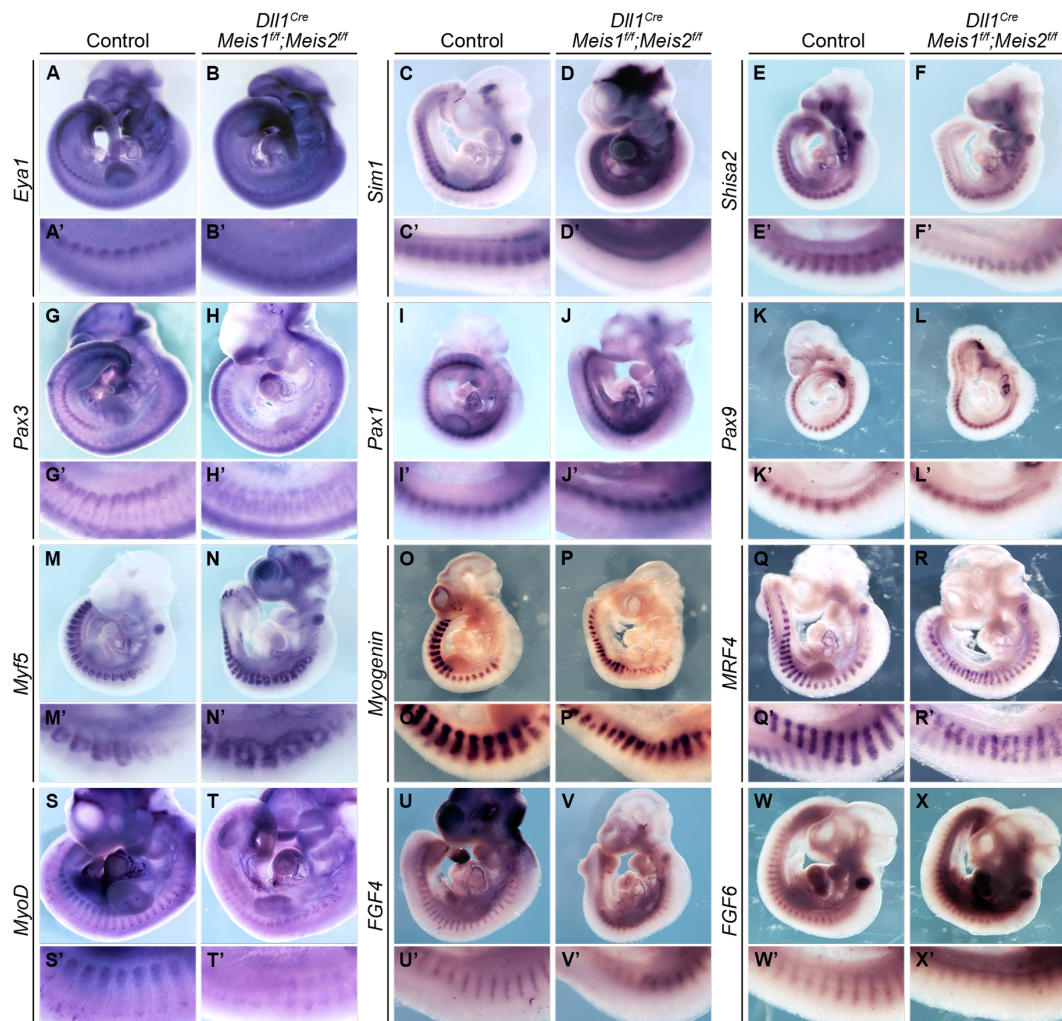 Control
Dll1Cre
Meis1f/f;Meis2f/f
Control
Dll1Cre
Meis1f/f;Meis2f/f
Control
Dll1Cre
Meis1f/f;Meis2f/f
Eya1
A
B
A’
B’
Sim1
C
D
C’
D’
Shisa2
E
F
E’
F’
Pax3
G
H
G’
H’
Pax1
I
J
I’
J’
Pax9
K
L
K’
L’
Myf5
M
N
M’
N’
Myogenin
O
P
O’
P’
MRF4
Q
R
Q’
R’
MyoD
S
T
S’
T’
FGF4
U
V
U’
V’
FGF6
W
X
W’
X’